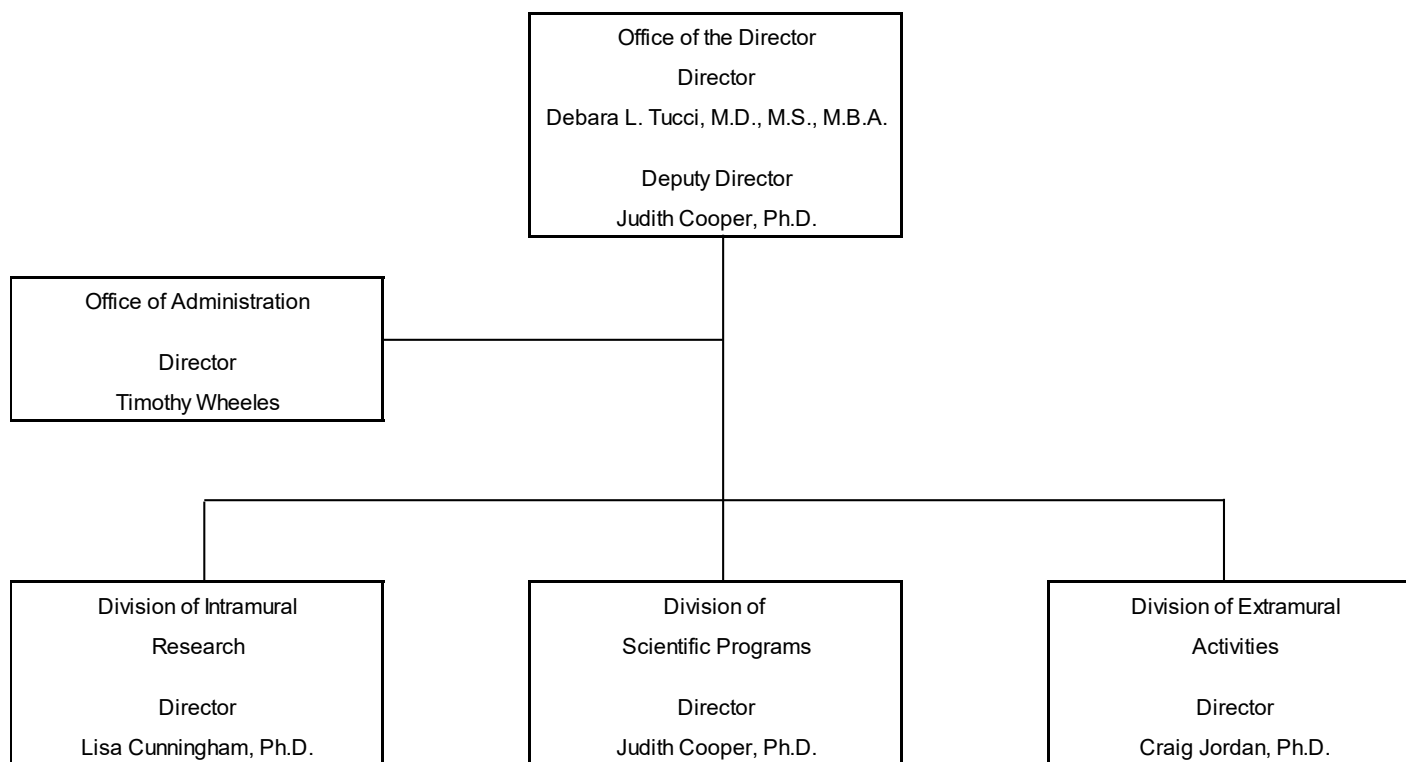 Office of the Director
Director
Debara L. Tucci, M.D., M.S., M.B.A.
Deputy Director
Judith Cooper, Ph.D.
Office of Administration
Director
Timothy Wheeles
Division of Intramural
Research
Director
Lisa Cunningham, Ph.D.
Division of
Scientific Programs
Director
Judith Cooper, Ph.D.
Division of Extramural
Activities
Director
Craig Jordan, Ph.D.